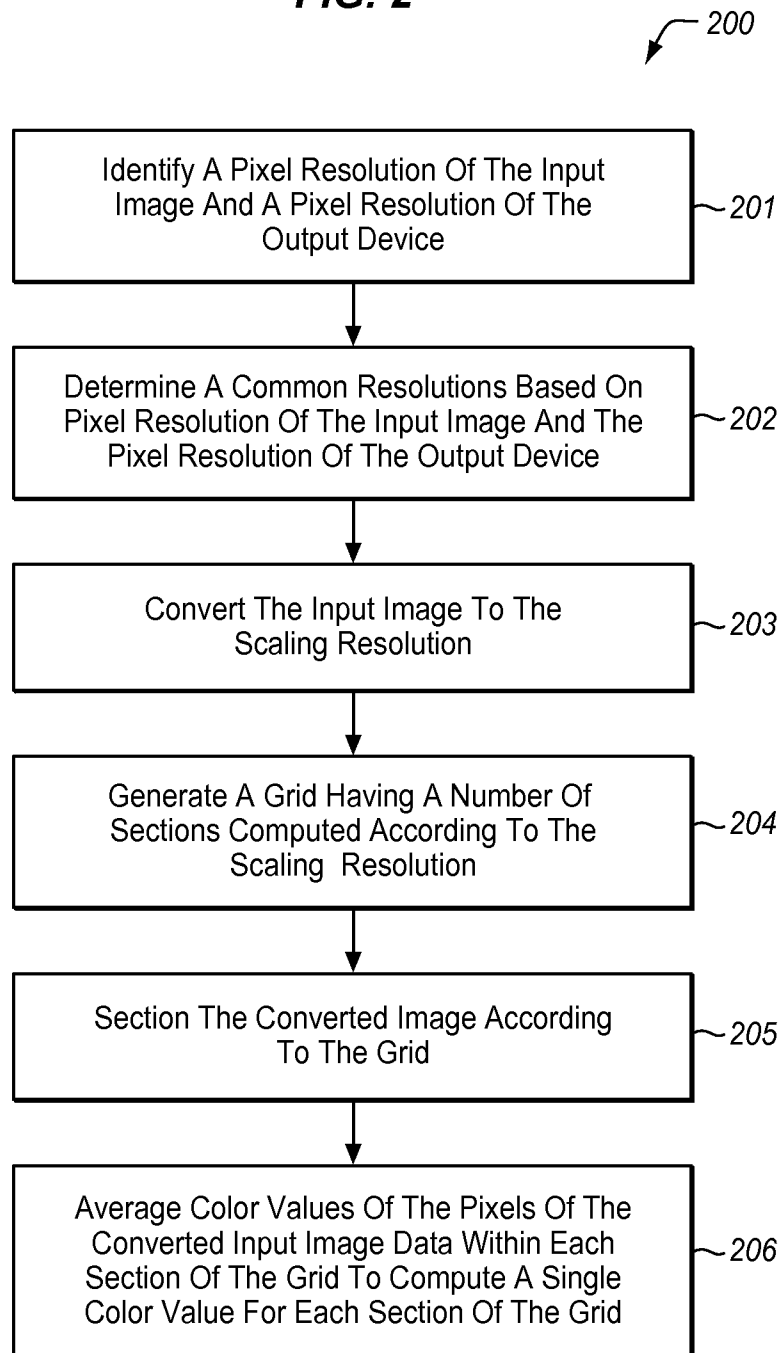 FIG. 2
200
Identify A Pixel Resolution Of The Input
Image And A Pixel Resolution Of The
Output Device
201
Determine A Common Resolutions Based On
Pixel Resolution Of The Input Image And The
Pixel Resolution Of The Output Device
202
Convert The Input Image To The
Scaling Resolution
203
Generate A Grid Having A Number Of
Sections Computed According To The
Scaling Resolution
204
Section The Converted Image According
To The Grid
205
Average Color Values Of The Pixels Of The
Converted Input Image Data Within Each
Section Of The Grid To Compute A Single
Color Value For Each Section Of The Grid
206